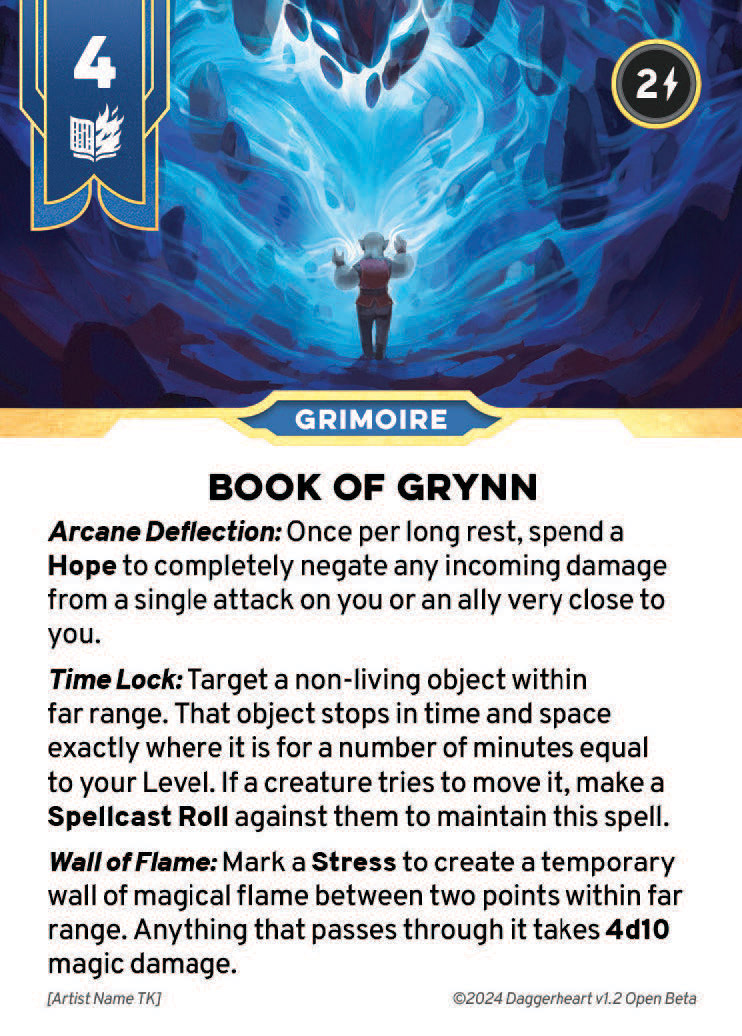 4
2
GRIMOIRE
BOOK OF GRYNN
Arcane Deflection: Once per long rest, spend a
Hope to completely negate any incoming damage
from a single attack on you or an ally very close to
you.
Time Lock: Target a non-living object within
far range. That object stops in time and space
exactly where it is for a number of minutes equal
to your Level. If a creature tries to move it, make a
Spellcast Roll against them to maintain this spell.
Wall of Flame: Mark a Stress to create a temporary
wall of magical flame between two points within far
range. Anything that passes through it takes 4d10
magic damage.
[Artist Name TK]
©2024 Daggerheart v1.2 Open Beta